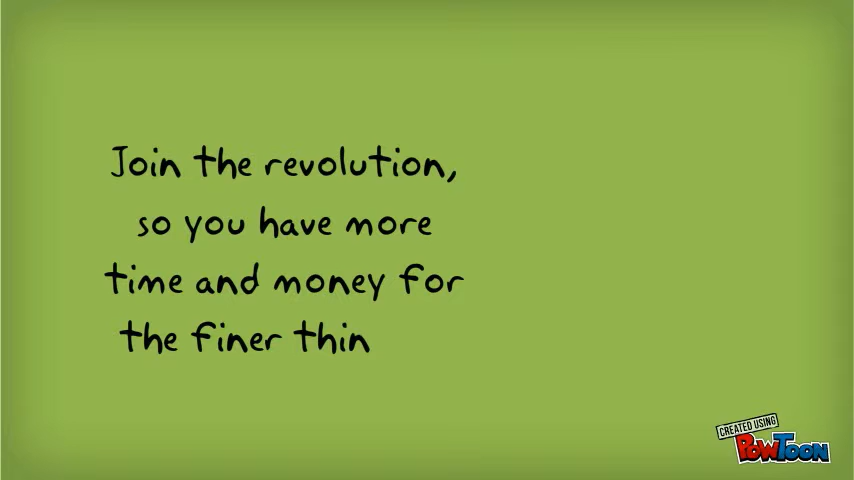 Join the revolution,
so you have more
time and money for
the finer thin
CREATED USING
PowToon